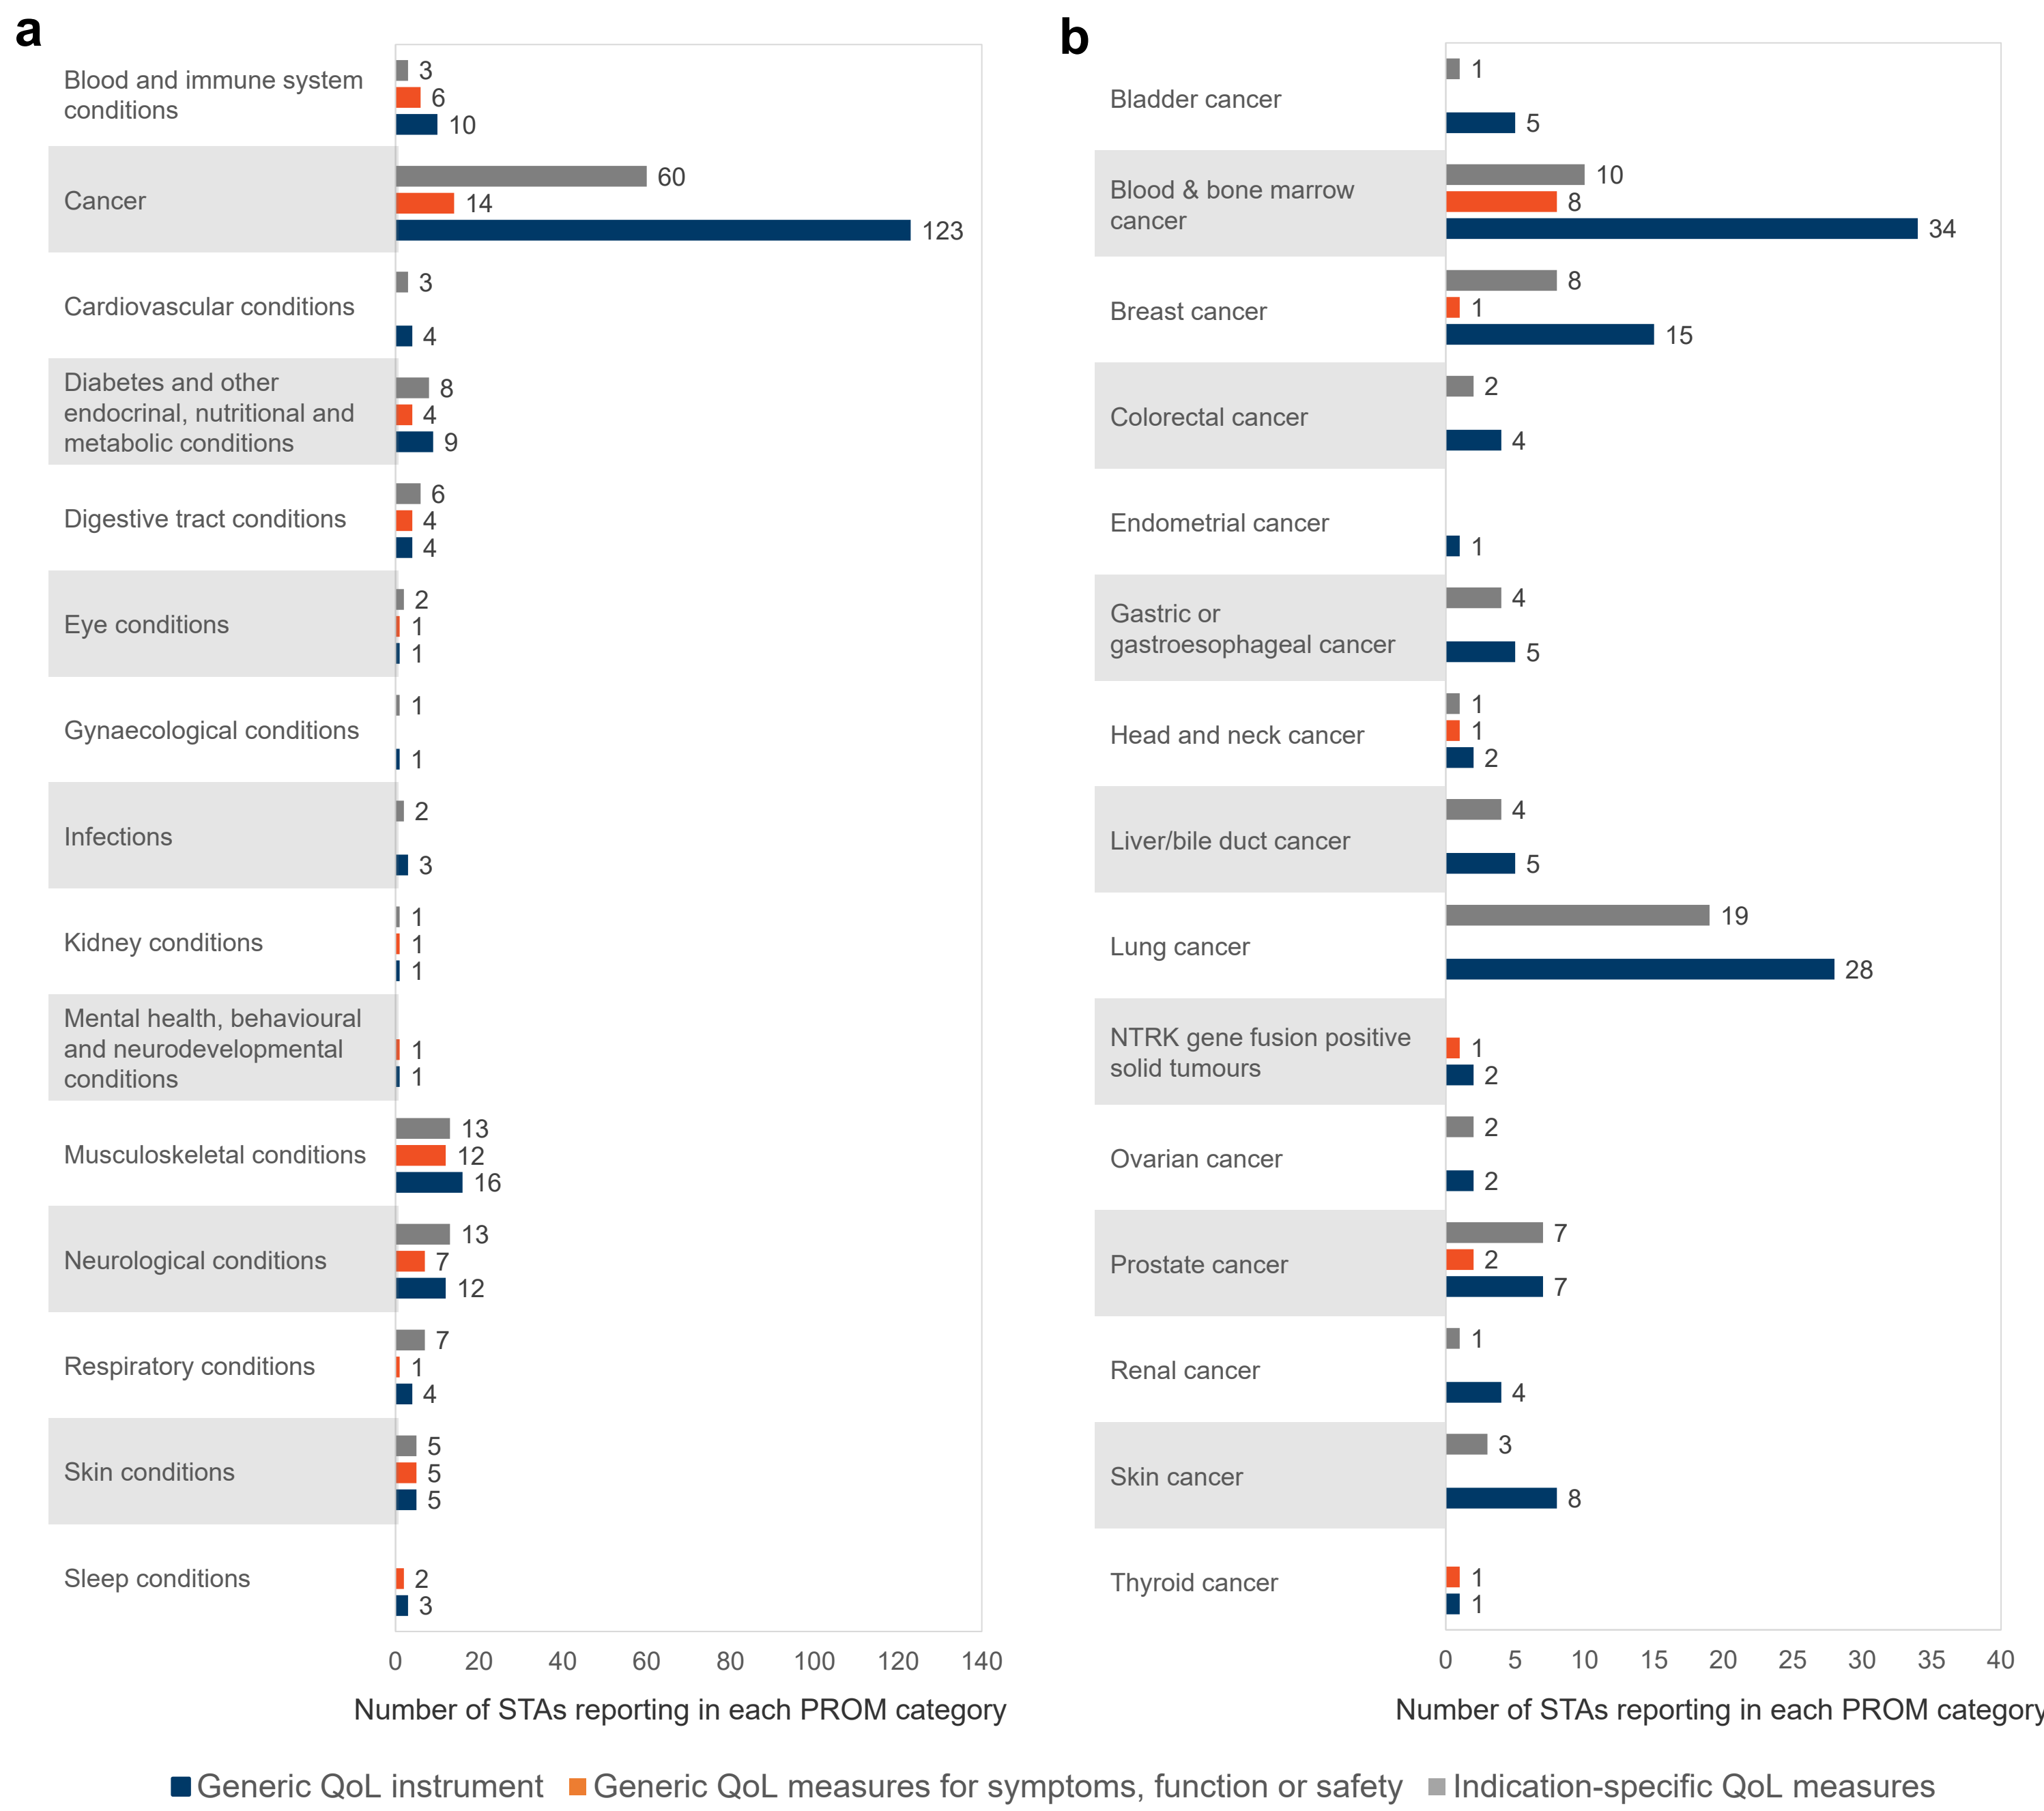 a
Blood and immune system
conditions
3
6
10
Cancer
60
14
123
Cardiovascular conditions
3
4
Diabetes and other
endocrinal, nutritional and
metabolic conditions
8
4
9
Digestive tract conditions
6
4
4
Eye conditions
2
1
1
Gynaecological conditions
1
1
Infections
2
3
Kidney conditions
1
1
1
Mental health, behavioural
and neurodevelopmental
conditions
1
1
Musculoskeletal conditions
13
12
16
Neurological conditions
13
7
12
Respiratory conditions
7
1
4
Skin conditions
5
5
5
Sleep conditions
2
3
0 20 40 60 80 100 120 140
Number of STAs reporting in each PROM category
b
Bladder cancer
1
5
Blood & bone marrow
cancer
10
8
34
Breast cancer
8
1
15
Colorectal cancer
2
4
Endometrial cancer
1
Gastric or
gastroesophageal cancer
4
5
Head and neck cancer
1
1
2
Liver/bile duct cancer
4
5
Lung cancer
19
28
NTRK gene fusion positive
solid tumours
1
2
Ovarian cancer
2
2
Prostate cancer
7
2
7
Renal cancer
1
4
Skin cancer
3
8
Thyroid cancer
1
1
0 5 10 15 20 25 30 35 40
Number of STAs reporting in each PROM category
Generic QoL instrument Generic QoL measures for symptoms, function or safety Indication-specific QoL measures